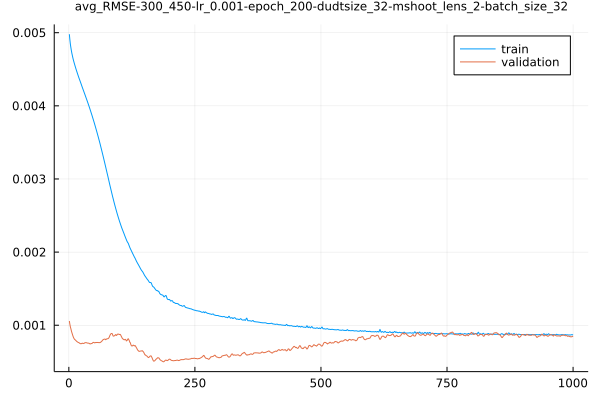 avg_RMSE-300_450-lr_0.001-epoch_200-dudtsize_32-mshoot_lens_2-batch_size_32
0.005
train
validation
0.004
0.003
0.002
0.001
0 250 500 750 1000